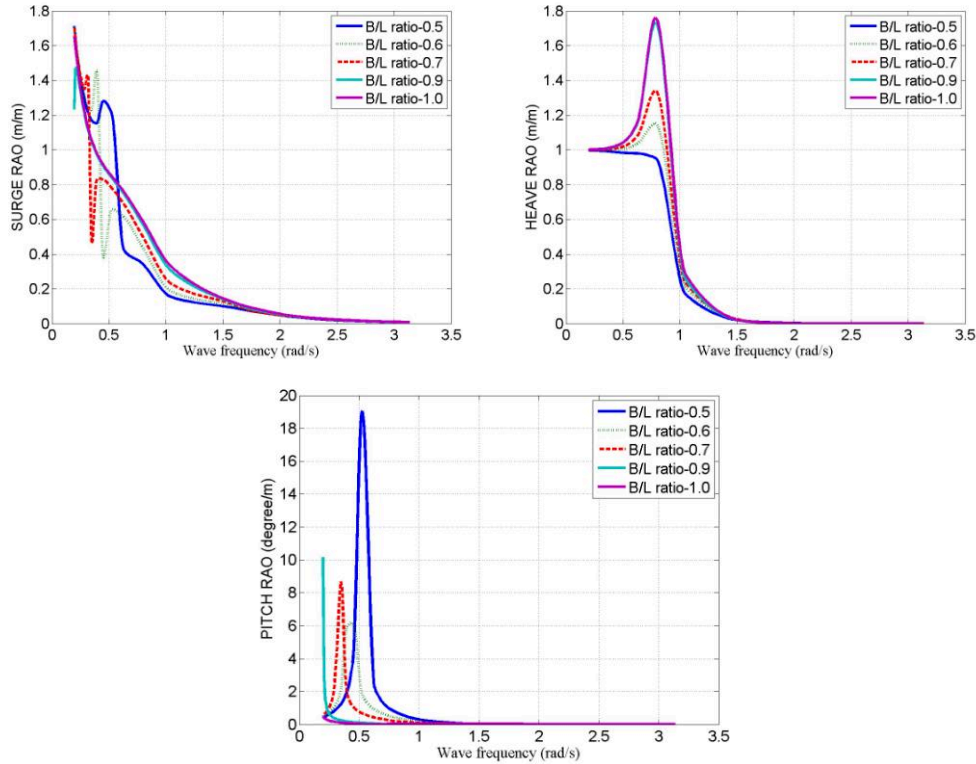 SURGE RAO (m/m)
1.8
1.6
1.4
1.2
1
0.8
0.6
0.4
0.2
0
0 0.5 1 1.5 2 2.5 3 3.5
Wave frequency (rad/s)
B/L ratio-0.5
B/L ratio-0.6
B/L ratio-0.7
B/L ratio-0.9
B/L ratio-1.0
HEAVE RAO (m/m)
1.8
1.6
1.4
1.2
1
0.8
0.6
0.4
0.2
0
0 0.5 1 1.5 2 2.5 3 3.5
Wave frequency (rad/s)
B/L ratio-0.5
B/L ratio-0.6
B/L ratio-0.7
B/L ratio-0.9
B/L ratio-1.0
PITCH RAO (degree/m)
20
18
16
14
12
10
8
6
4
2
0
0 0.5 1 1.5 2 2.5 3 3.5
Wave frequency (rad/s)
B/L ratio-0.5
B/L ratio-0.6
B/L ratio-0.7
B/L ratio-0.9
B/L ratio-1.0